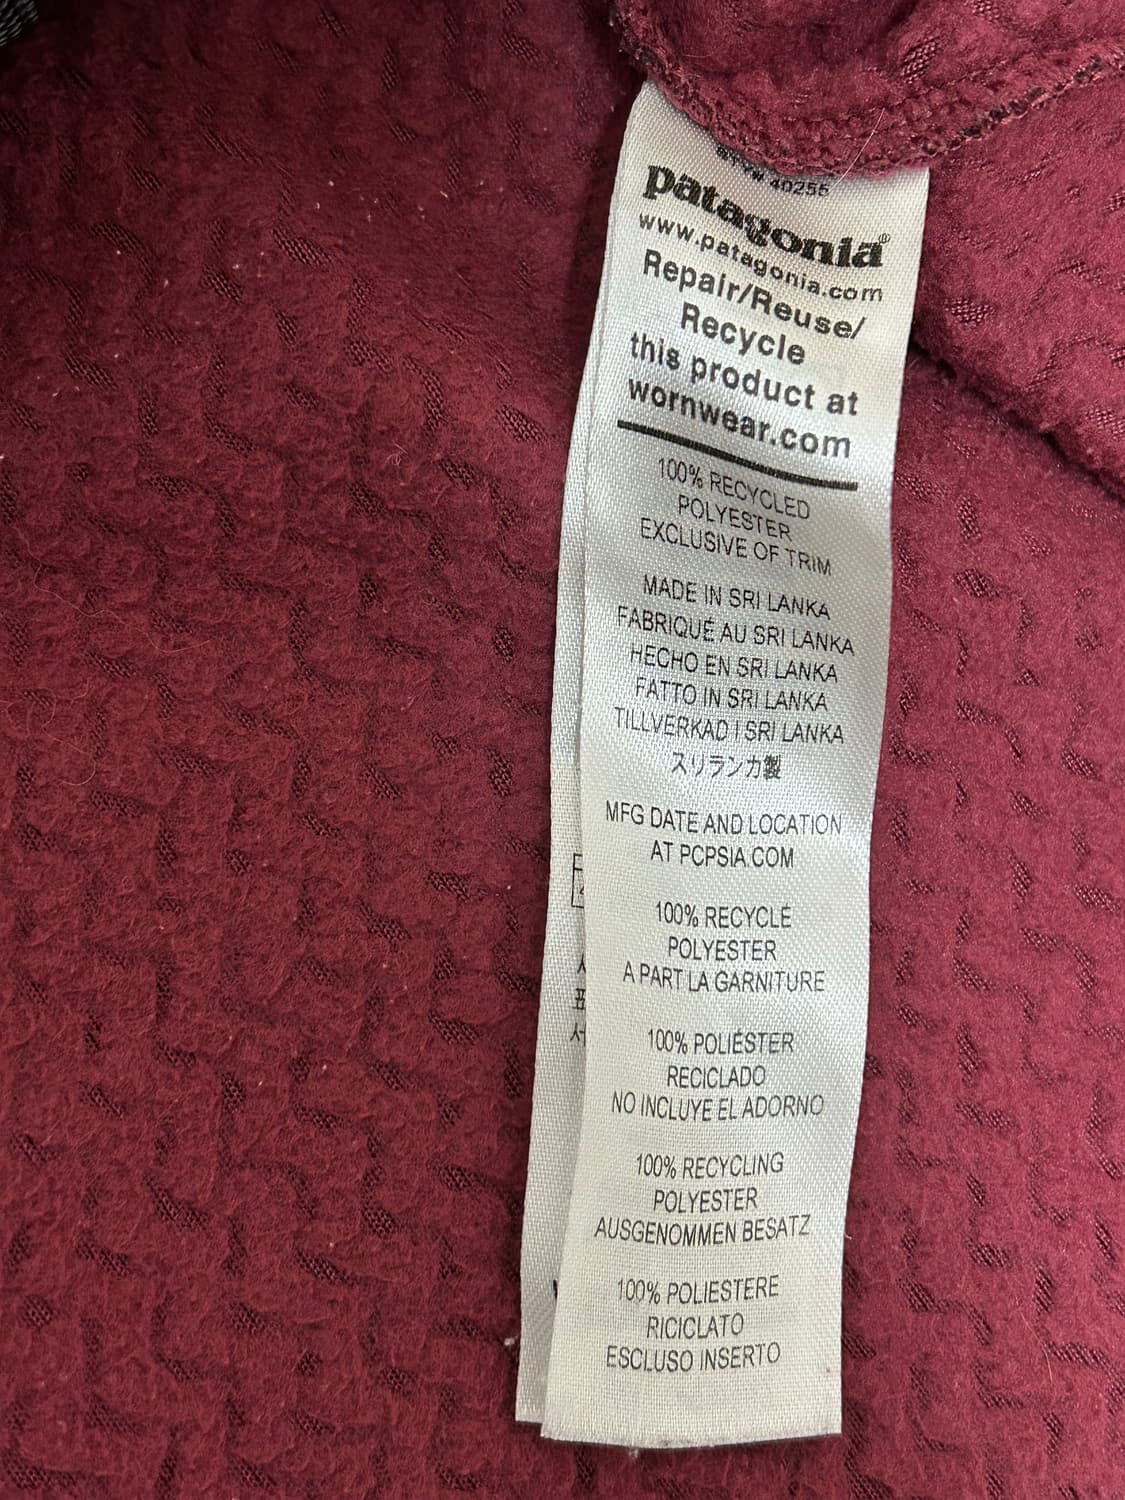 40255
patagonia®
www.patagonia.com
Repair/Reuse/
Recycle
this product at
wornwear.com
100% RECYCLED
POLYESTER
EXCLUSIVE OF TRIM
MADE IN SRI LANKA
FABRIQUÉ AU SRI LANKA
HECHO EN SRI LANKA
FATTO IN SRI LANKA
TILLVERKAD I SRI LANKA
スリランカ製
MFG DATE AND LOCATION
AT PCPSIA.COM
100% RECYCLÉ
POLYESTER
A PART LA GARNITURE
100% POLIÉSTER
RECICLADO
NO INCLUYE EL ADORNO
100% RECYCLING
POLYESTER
AUSGENOMMEN BESATZ
100% POLIESTERE
RICICLATO
ESCLUSO INSERTO